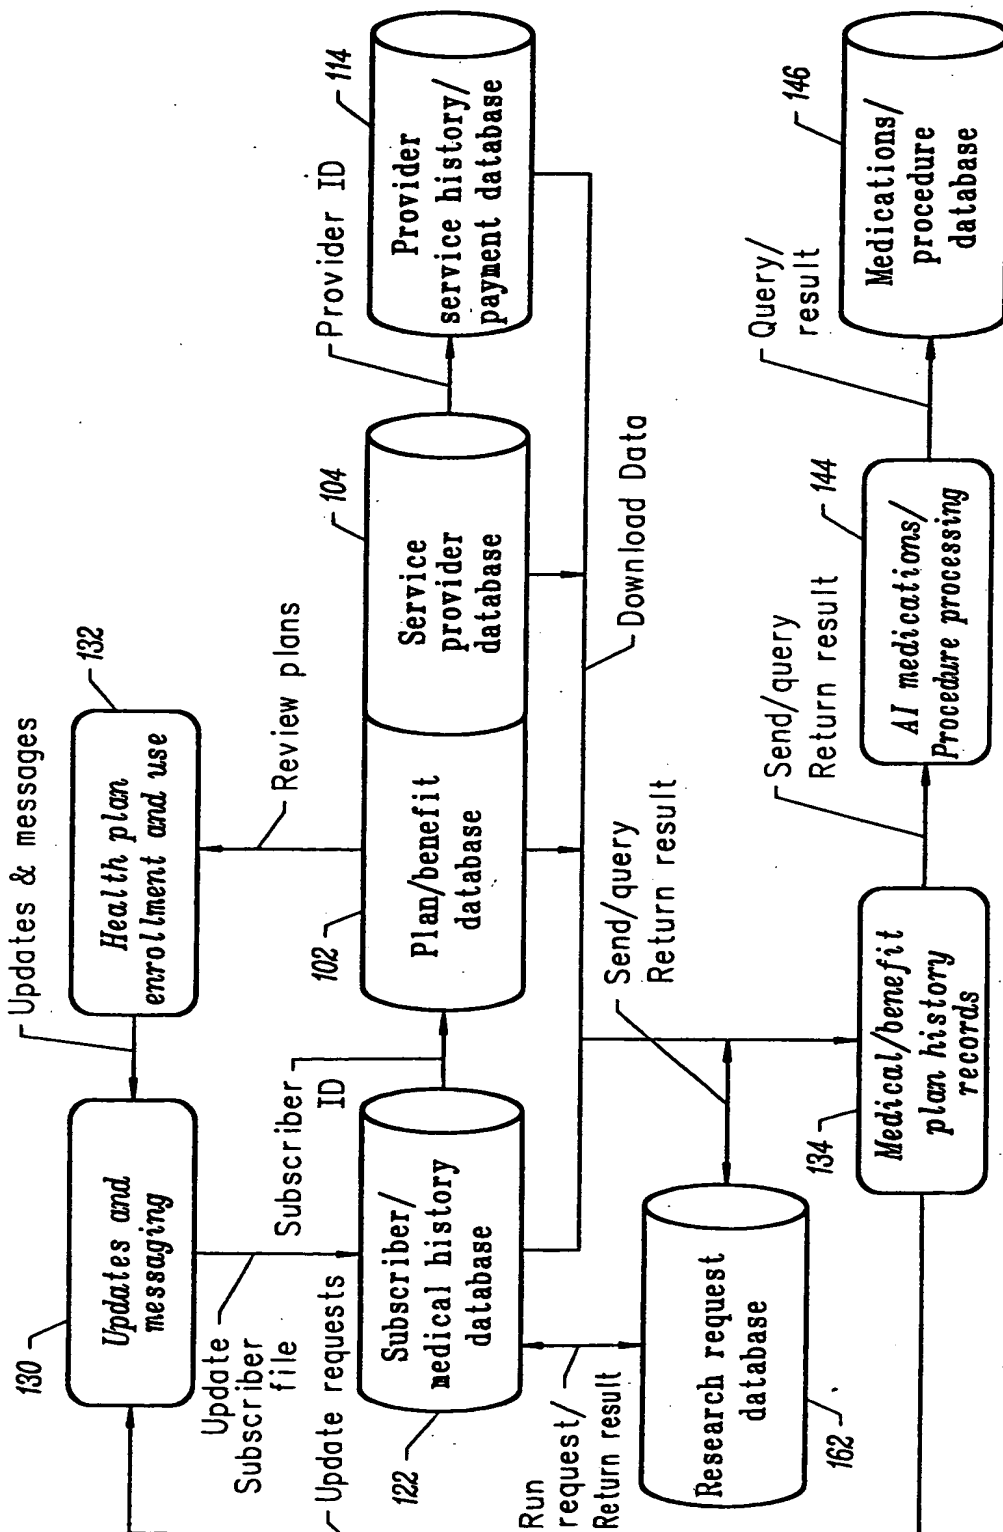 130
Updates and
messaging
Updates & messages
Health plan
enrollment and use
132
Update
Subscriber
file
Review plans
Update requests
122
Subscriber/
medical history
database
Subscriber
ID
102
Plan/benefit
database
Service
provider
database
104
Provider ID
Provider
service history/
payment database
114
Download Data
Run
request/
Return result
Research request
database
162
Send/query
Return result
134
Medical/benefit
plan history
records
Send/query
Return result
AI medications/
Procedure processing
144
Query/
result
Medications/
procedure
database
146